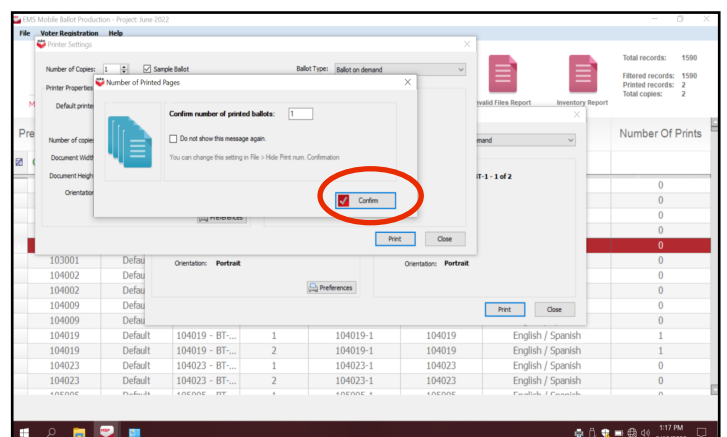 EMS Mobile Ballot Production - Project: June 2022
File Voter Registration Help
Printer Settings
Total records: 1590
Number of Copies: 1 Sample Ballot Ballot Type: Ballot on demand
Filtered records: 1590
Printed records: 2
Total copies: 2
Printer Properties
Number of Printed Pages
Default printe
Confirm number of printed ballots: 1
valid Files Report Inventory Report
Do not show this message again.
Pre
Number Of Prints
Number of copie
mand
You can change this setting in File > Hide Print num. Confirmation
Document Width
Document Heigh
BT-1 - 1 of 2
Orientatio
Confirm
0
0
0
Preferences
0
Print Close
0
103001 Defau Orientation: Portrait Orientation: Portrait 0
104002 Defau 0
104002 Defau Preferences 0
104009 Defau Print Close 0
104009 Defau 0
104019 Default 104019 - BT-... 1 104019-1 104019 English / Spanish 1
104019 Default 104019 - BT-... 2 104019-1 104019 English / Spanish 1
104023 Default 104023 - BT-... 1 104023-1 104023 English / Spanish 0
104023 Default 104023 - BT-... 2 104023-1 104023 English / Spanish 0
1:17 PM